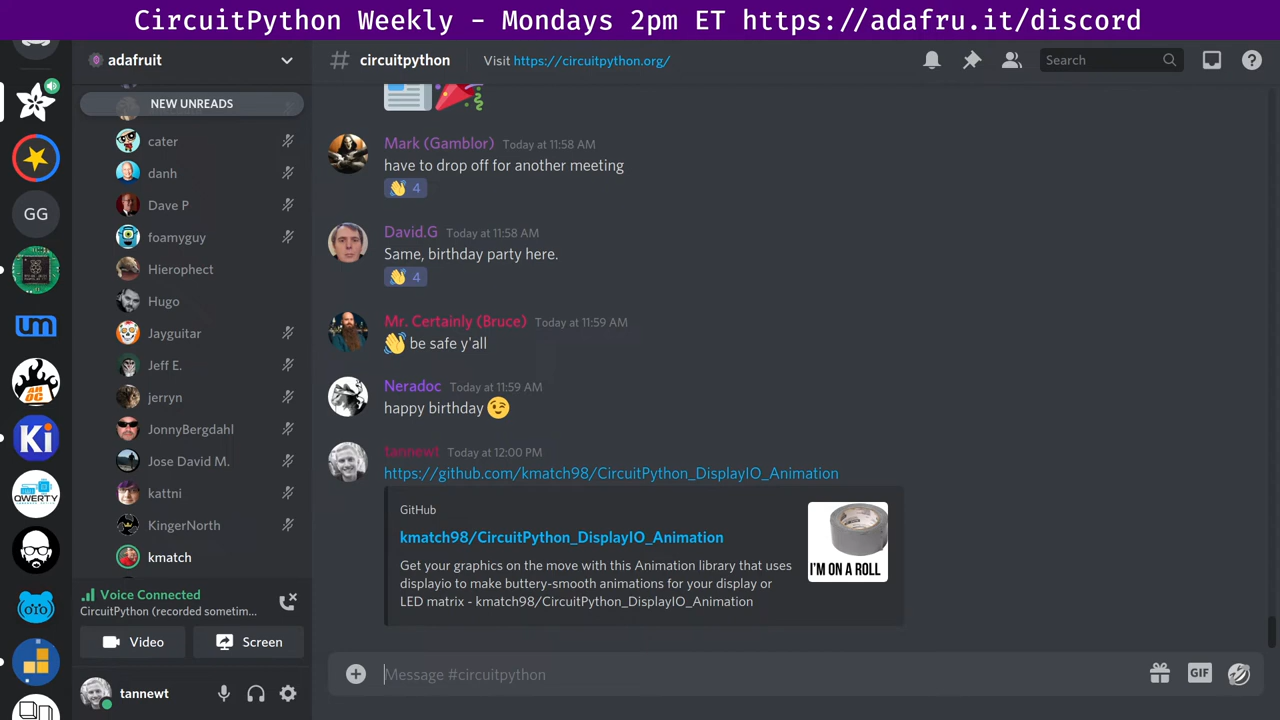 CircuitPython Weekly - Mondays 2pm ET https://adafru.it/discord
adafruit
# circuitpython Visit https://circuitpython.org/
Search
NEW UNREADS
cater
danh
Dave P
foamyguy
GG
Hierophect
Hugo
um
Jayguitar
Jeff E.
AHOC
jerryn
JonnyBergdahl
Ki
Jose David M.
kattni
QWERTY
KingerNorth
kmatch
Voice Connected
CircuitPython (recorded sometim...
Video Screen
tannewt
Mark (Gamblor) Today at 11:58 AM
have to drop off for another meeting
4
David.G Today at 11:58 AM
Same, birthday party here.
4
Mr. Certainly (Bruce) Today at 11:59 AM
👋 be safe y'all
Neradoc Today at 11:59 AM
happy birthday 😉
tannewt Today at 12:00 PM
https://github.com/kmatch98/CircuitPython_DisplayIO_Animation
GitHub
kmatch98/CircuitPython_DisplayIO_Animation
Get your graphics on the move with this Animation library that uses
displayio to make buttery-smooth animations for your display or
LED matrix - kmatch98/CircuitPython_DisplayIO_Animation
I'M ON A ROLL
Message #circuitpython
GIF